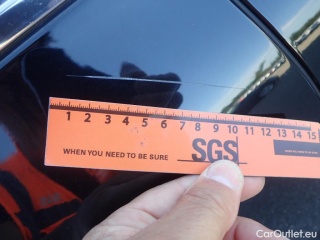 1 2 3 4 5 6 7 8 9 10 11 12 13 14 15
WHEN YOU NEED TO BE SURE SGS
CarOutlet.eu